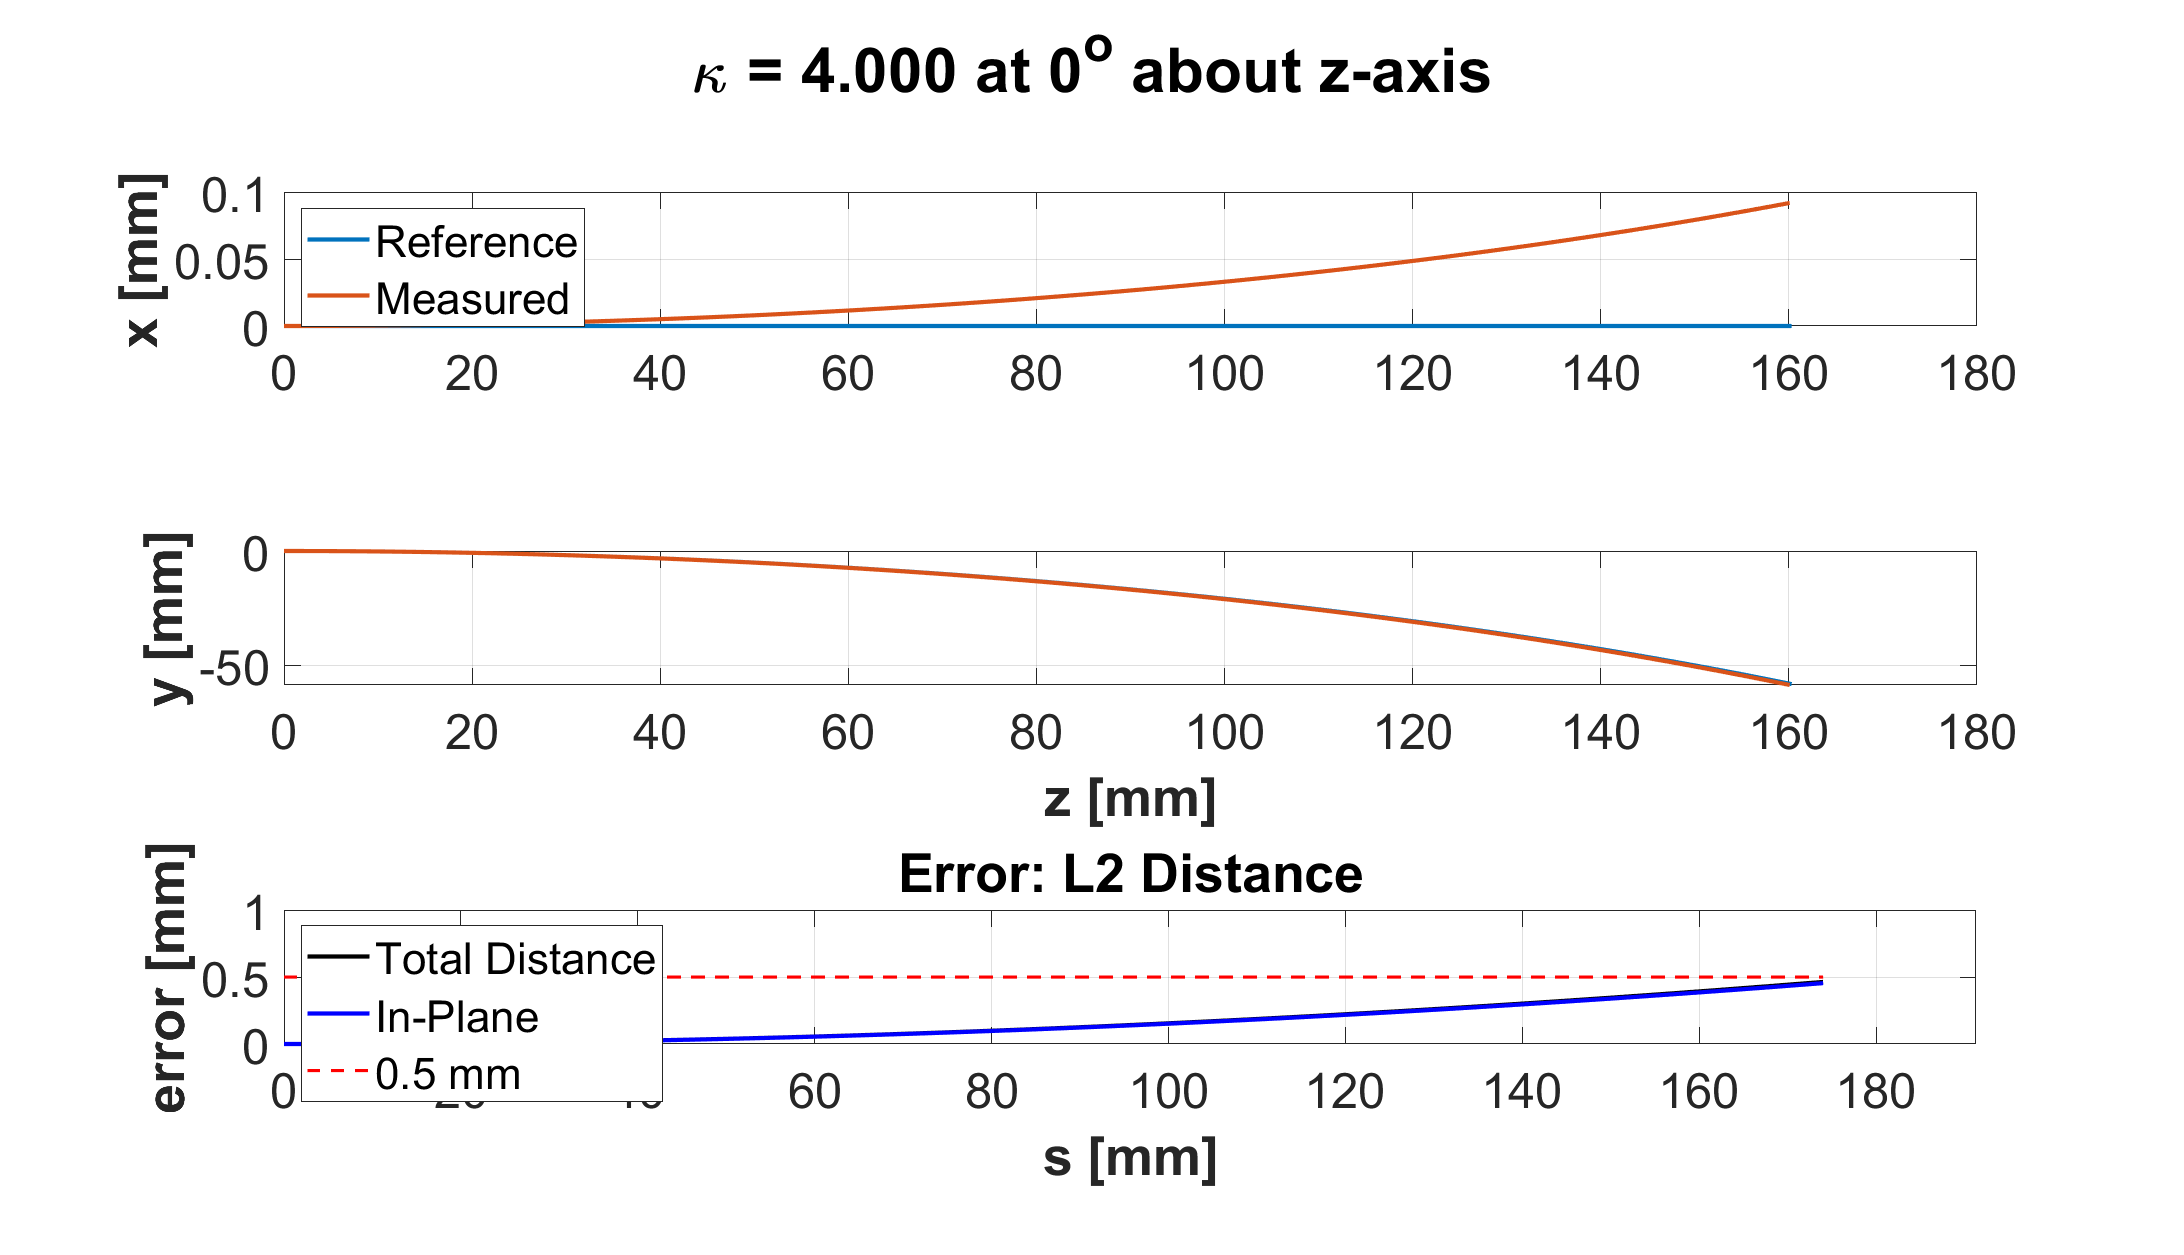 κ = 4.000 at 0° about z-axis
x [mm]
0.1
0.05
0
Reference
Measured
0 20 40 60 80 100 120 140 160 180
y [mm]
0
-50
0 20 40 60 80 100 120 140 160 180
z [mm]
Error: L2 Distance
error [mm]
1
0.5
0
Total Distance
In-Plane
0.5 mm
0 60 80 100 120 140 160 180
s [mm]